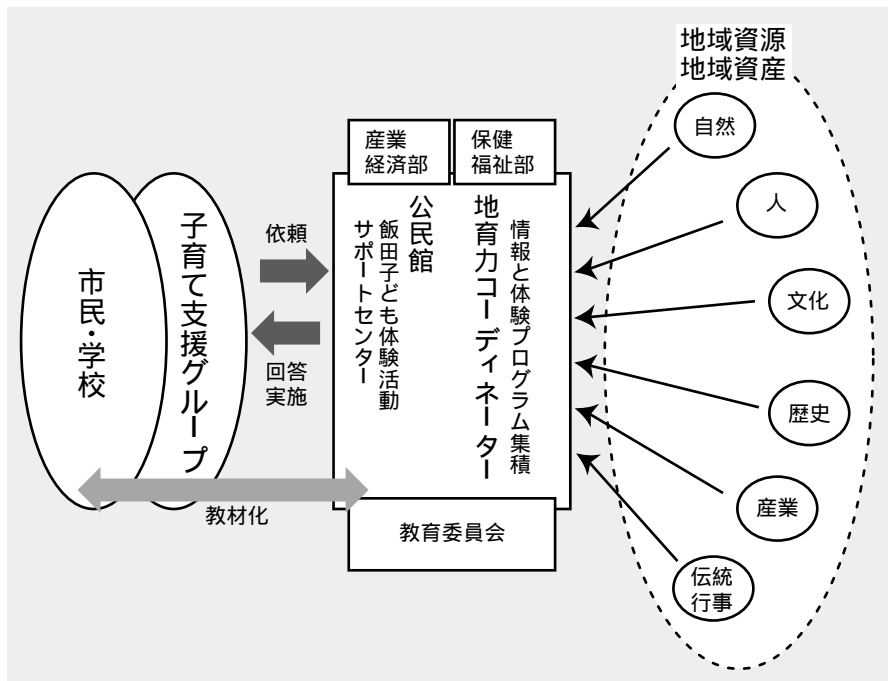 地域資源
地域資産
自然
人
文化
歴史
産業
伝統
行事
産業
経済部
保健
福祉部
地育力コーディネーター
情報と体験プログラム集積
公民館
飯田子ども体験活動
サポートセンター
教育委員会
依頼
回答
実施
教材化
子育て支援グループ
市民・学校